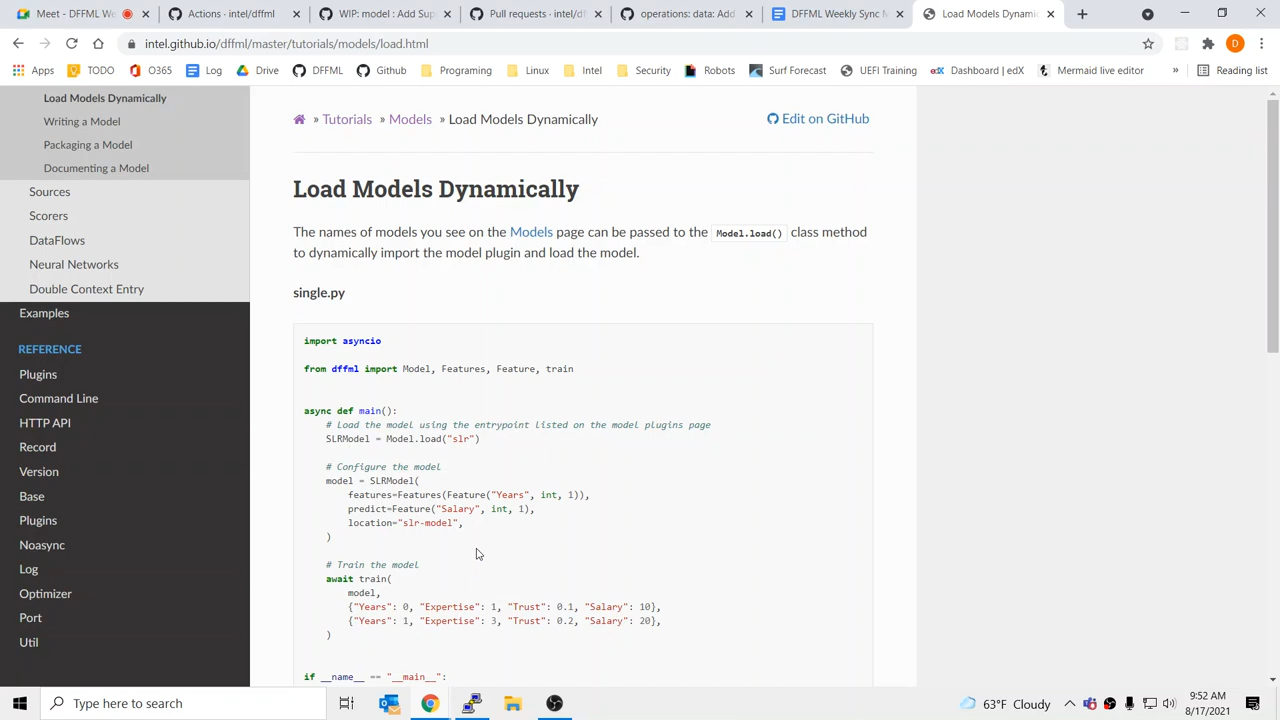 Meet - DFFML We
Actions - intel/dffml
WIP: model : Add Sup
Pull requests - intel/df
operations: data: Add
DFFML Weekly Sync M
Load Models Dynamic
intel.github.io/dffml/master/tutorials/models/load.html
D
Apps
TODO
O365
Log
Drive
DFFML
Github
Programing
Linux
Intel
Security
Robots
Surf Forecast
UEFI Training
edX
Dashboard | edX
Mermaid live editor
»
Reading list
Load Models Dynamically
Writing a Model
Packaging a Model
Documenting a Model
Sources
Scorers
DataFlows
Neural Networks
Double Context Entry
Examples
REFERENCE
Plugins
Command Line
HTTP API
Record
Version
Base
Plugins
Noasync
Log
Optimizer
Port
Util
» Tutorials » Models » Load Models Dynamically
Edit on GitHub
Load Models Dynamically
The names of models you see on the Models page can be passed to the Model.load() class method
to dynamically import the model plugin and load the model.
single.py
import asyncio
from dffml import Model, Features, Feature, train
async def main():
# Load the model using the entrypoint listed on the model plugins page
SLRModel = Model.load("slr")
# Configure the model
model = SLRModel(
features=Features(Feature("Years", int, 1)),
predict=Feature("Salary", int, 1),
location="slr-model",
)
# Train the model
await train(
model,
{"Years": 0, "Expertise": 1, "Trust": 0.1, "Salary": 10},
{"Years": 1, "Expertise": 3, "Trust": 0.2, "Salary": 20},
)
if __name__ == "__main__":
Type here to search
63°F Cloudy
9:52 AM
8/17/2021